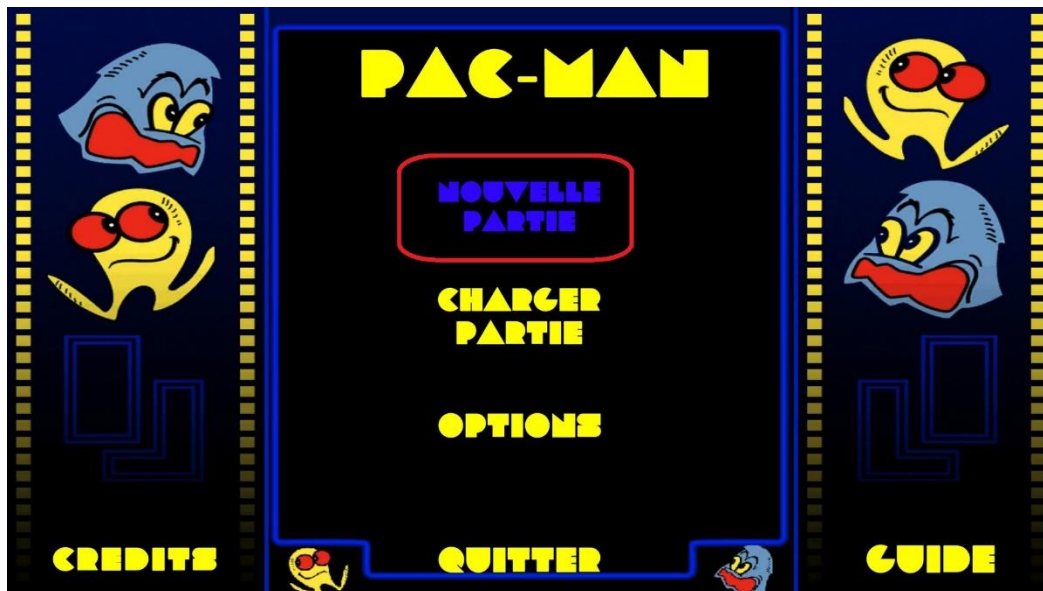 PAC-MAN
NOUVELLE
PARTIE
CHARGER
PARTIE
OPTIONS
CREDITS
QUITTER
GUIDE